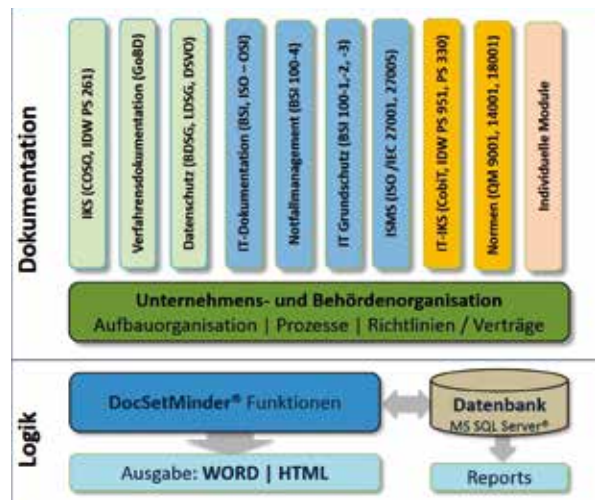 Dokumentation
IKS (COSO, IDW PS 261)
Verfahrensdokumentation (GoBD)
Datenschutz (BDSG, LDSG, DSVO)
IT-Dokumentation (BSI, ISO – OSI)
Notfallmanagement (BSI 100-4)
IT Grundschutz (BSI 100-1,-2, -3)
ISMS (ISO /IEC 27001, 27005)
IT-IKS (CobiT, IDW PS 951, PS 330)
Normen (QM 9001, 14001, 18001)
Individuelle Module
Unternehmens- und Behördenorganisation
Aufbauorganisation | Prozesse | Richtlinien / Verträge
Logik
DocSetMinder® Funktionen
Datenbank
MS SQL Server®
Ausgabe: WORD | HTML
Reports